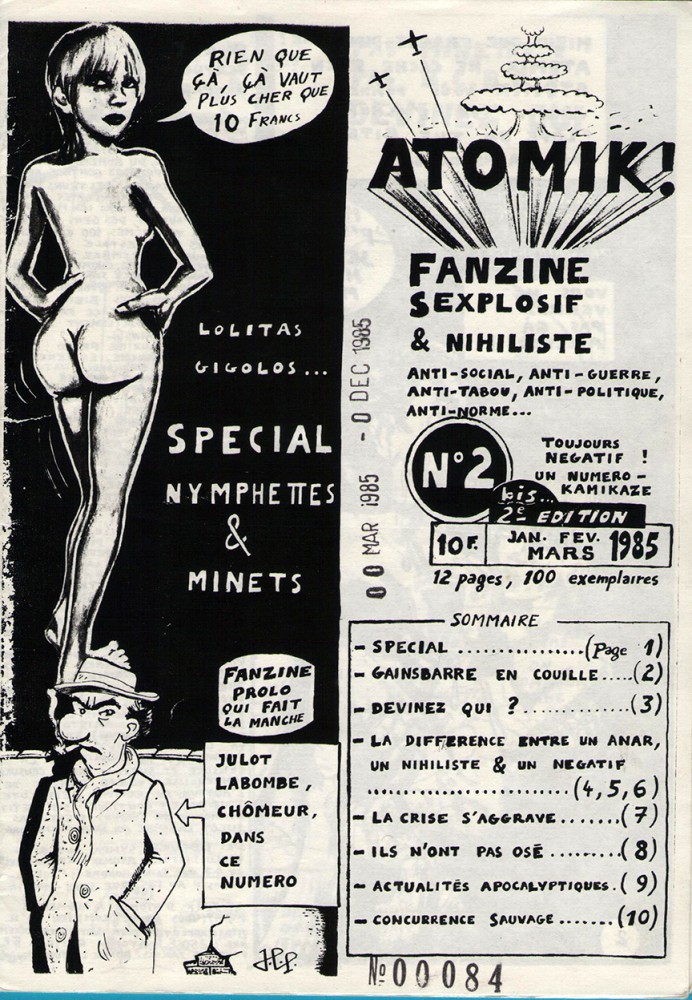 RIEN QUE
ÇÀ, ÇÀ VAUT
PLUS CHER QUE
10 FRANCS
LOLITAS
GIGOLOS...
SPECIAL
NYMPHETTES
&
MINETS
FANZINE
PROLO
QUI FAIT
LA MANCHE
JULOT
LABOMBE,
CHÔMEUR,
DANS
CE
NUMERO
J.L.P.
00 MAR 1985 - 0 DEC 1985
ATOMIK!
FANZINE
SEXPLOSIF
& NIHILISTE
ANTI-SOCIAL, ANTI-GUERRE,
ANTI-TABOU, ANTI-POLITIQUE,
ANTI-NORME...
N°2
bis...
2e EDITION
TOUJOURS
NEGATIF !
UN NUMERO-
KAMIKAZE
10F.
JAN. FEV.
MARS 1985
12 pages, 100 exemplaires
SOMMAIRE
- SPECIAL ................(Page 1)
- GAINSBARRE EN COUILLE.....(2)
- DEVINEZ QUI ?.............(3)
- LA DIFFERENCE ENTRE UN ANAR,
UN NIHILISTE & UN NEGATIF
.......................(4,5,6)
- LA CRISE S'AGGRAVE........(7)
- ILS N'ONT PAS OSÉ.........(8)
- ACTUALITÉS APOCALYPTIQUES.(9)
- CONCURRENCE SAUVAGE.......(10)
No 00084